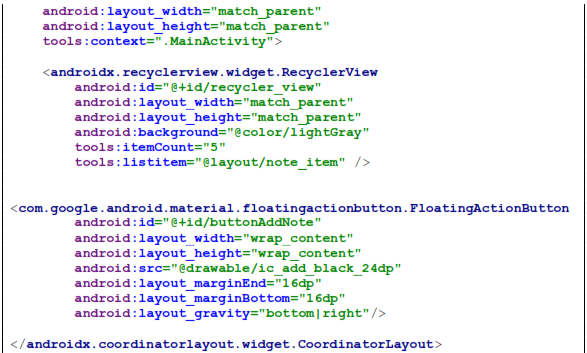 android:layout_width="match_parent"
android:layout_height="match_parent"
tools:context=".MainActivity">
<androidx.recyclerview.widget.RecyclerView
android:id="@+id/recycler_view"
android:layout_width="match_parent"
android:layout_height="match_parent"
android:background="@color/lightGray"
tools:itemCount="5"
tools:listitem="@layout/note_item" />
<com.google.android.material.floatingactionbutton.FloatingActionButton
android:id="@+id/buttonAddNote"
android:layout_width="wrap_content"
android:layout_height="wrap_content"
android:src="@drawable/ic_add_black_24dp"
android:layout_marginEnd="16dp"
android:layout_marginBottom="16dp"
android:layout_gravity="bottom|right"/>
</androidx.coordinatorlayout.widget.CoordinatorLayout>